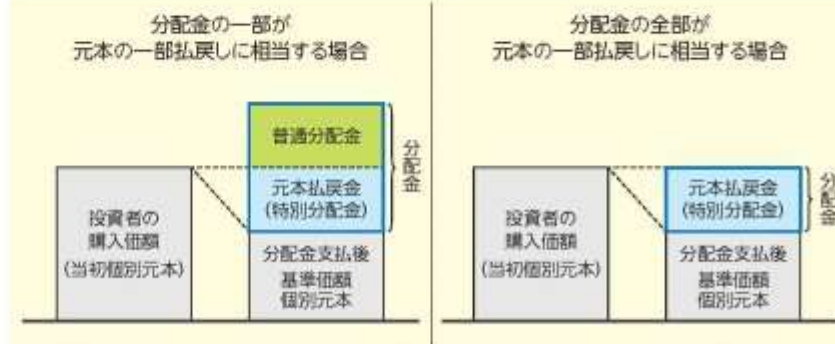 分配金の一部が
元本の一部払戻しに相当する場合
普通分配金
元本払戻金
(特別分配金)
分配金
投資者の
購入価額
(当初個別元本)
分配金支払後
基準価額
個別元本
分配金の全部が
元本の一部払戻しに相当する場合
元本払戻金
(特別分配金)
分配金
投資者の
購入価額
(当初個別元本)
分配金支払後
基準価額
個別元本